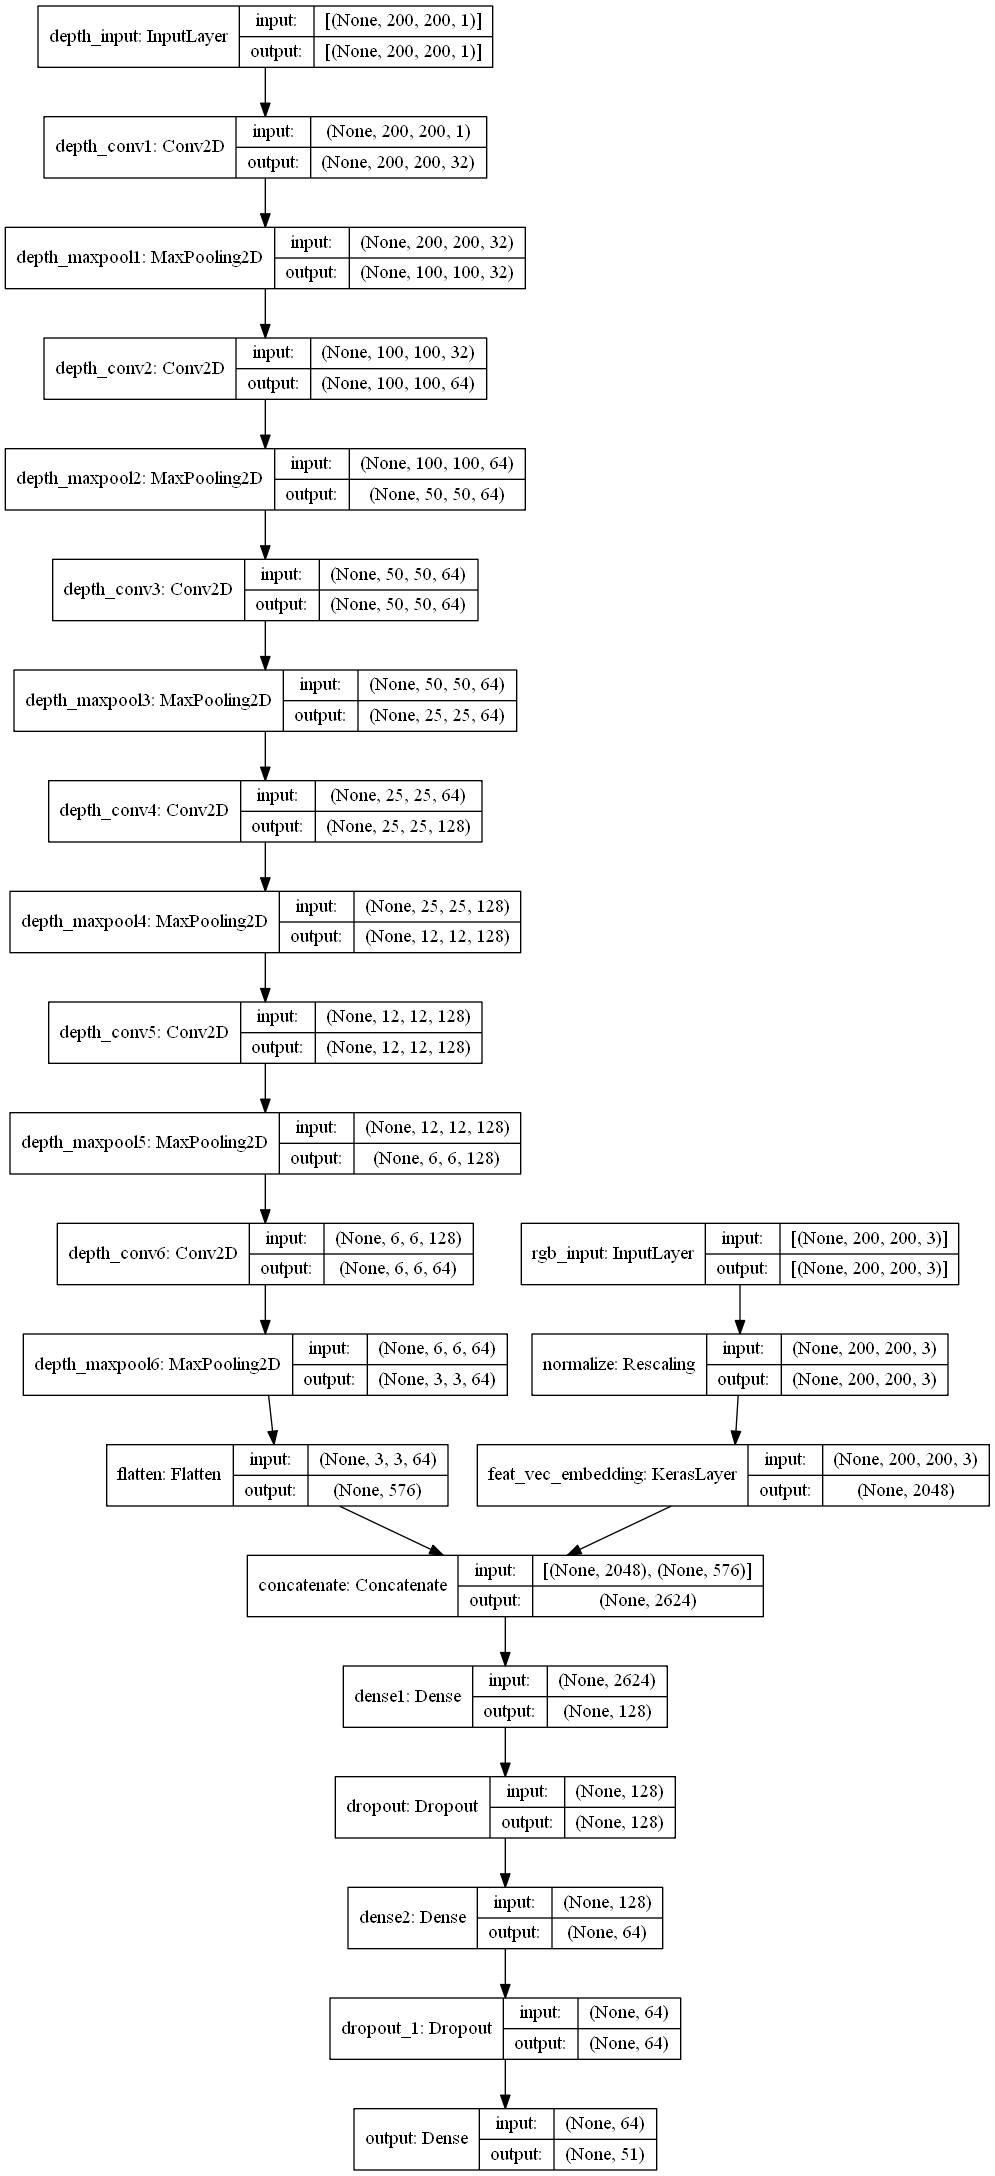 depth_input: InputLayer
input: [(None, 200, 200, 1)]
output: [(None, 200, 200, 1)]
depth_conv1: Conv2D
input: (None, 200, 200, 1)
output: (None, 200, 200, 32)
depth_maxpool1: MaxPooling2D
input: (None, 200, 200, 32)
output: (None, 100, 100, 32)
depth_conv2: Conv2D
input: (None, 100, 100, 32)
output: (None, 100, 100, 64)
depth_maxpool2: MaxPooling2D
input: (None, 100, 100, 64)
output: (None, 50, 50, 64)
depth_conv3: Conv2D
input: (None, 50, 50, 64)
output: (None, 50, 50, 64)
depth_maxpool3: MaxPooling2D
input: (None, 50, 50, 64)
output: (None, 25, 25, 64)
depth_conv4: Conv2D
input: (None, 25, 25, 64)
output: (None, 25, 25, 128)
depth_maxpool4: MaxPooling2D
input: (None, 25, 25, 128)
output: (None, 12, 12, 128)
depth_conv5: Conv2D
input: (None, 12, 12, 128)
output: (None, 12, 12, 128)
depth_maxpool5: MaxPooling2D
input: (None, 12, 12, 128)
output: (None, 6, 6, 128)
depth_conv6: Conv2D
input: (None, 6, 6, 128)
output: (None, 6, 6, 64)
rgb_input: InputLayer
input: [(None, 200, 200, 3)]
output: [(None, 200, 200, 3)]
depth_maxpool6: MaxPooling2D
input: (None, 6, 6, 64)
output: (None, 3, 3, 64)
normalize: Rescaling
input: (None, 200, 200, 3)
output: (None, 200, 200, 3)
flatten: Flatten
input: (None, 3, 3, 64)
output: (None, 576)
feat_vec_embedding: KerasLayer
input: (None, 200, 200, 3)
output: (None, 2048)
concatenate: Concatenate
input: [(None, 2048), (None, 576)]
output: (None, 2624)
dense1: Dense
input: (None, 2624)
output: (None, 128)
dropout: Dropout
input: (None, 128)
output: (None, 128)
dense2: Dense
input: (None, 128)
output: (None, 64)
dropout_1: Dropout
input: (None, 64)
output: (None, 64)
output: Dense
input: (None, 64)
output: (None, 51)